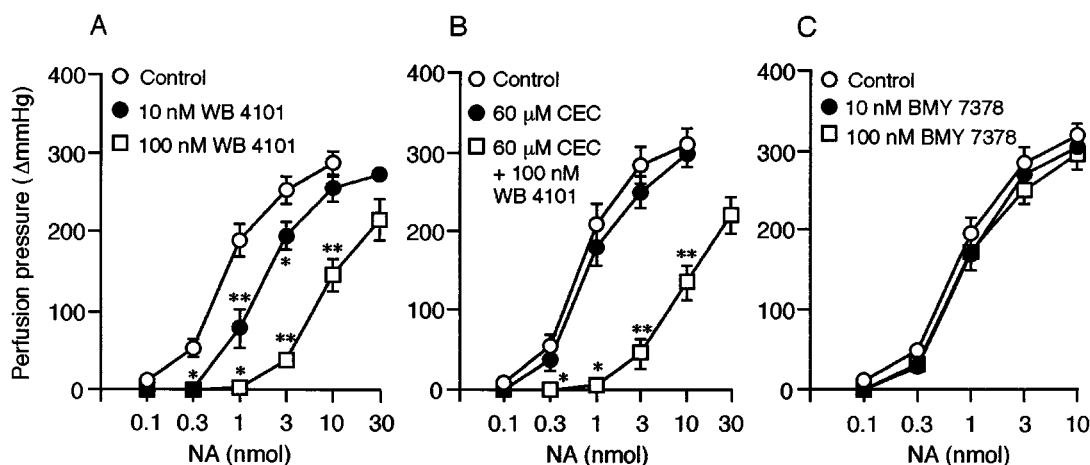 A
Control
10 nM WB 4101
100 nM WB 4101
400
300
200
100
0
Perfusion pressure (ΔmmHg)
**
*
**
*
*
**
0.1 0.3 1 3 10 30
NA (nmol)
B
Control
60 μM CEC
60 μM CEC
+ 100 nM
WB 4101
400
300
200
100
0
**
**
*
*
0.1 0.3 1 3 10 30
NA (nmol)
C
Control
10 nM BMY 7378
100 nM BMY 7378
400
300
200
100
0
0.1 0.3 1 3 10
NA (nmol)